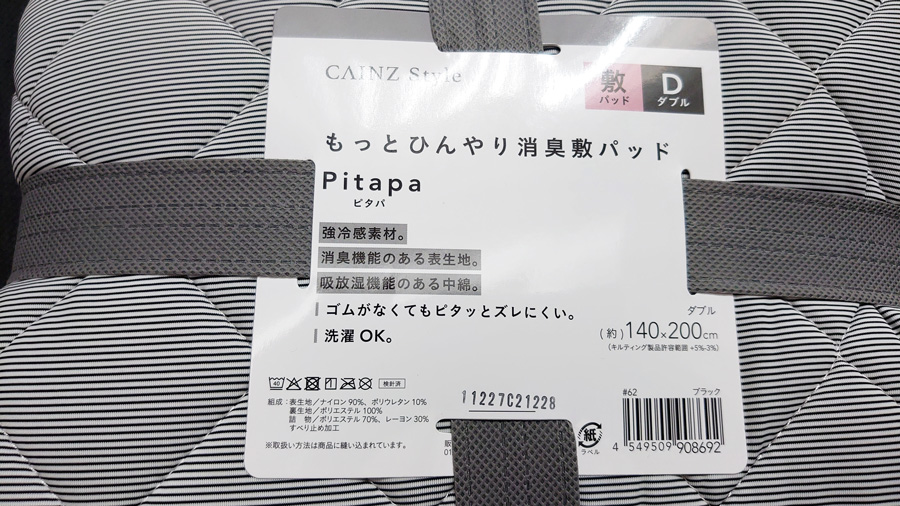 CAINZ Style
敷
パッド
D
ダブル
もっとひんやり消臭敷パッド
Pitapa
ピタパ
強冷感素材。
消臭機能のある表生地。
吸放湿機能のある中綿。
ゴムがなくてもピタッとズレにくい。
洗濯OK。
ダブル
(約)140×200cm
(キルティング製品許容範囲 +5%-3%)
40
検針済
組成:表生地/ナイロン90%、ポリウレタン10%
裏生地/ポリエステル100%
詰 物/ポリエステル70%、レーヨン30%
すべり止め加工
※取扱い方法は商品に縫い込まれています。
11227C21228
販
01
紙
ラベル
#62 ブラック
4 549509 908692